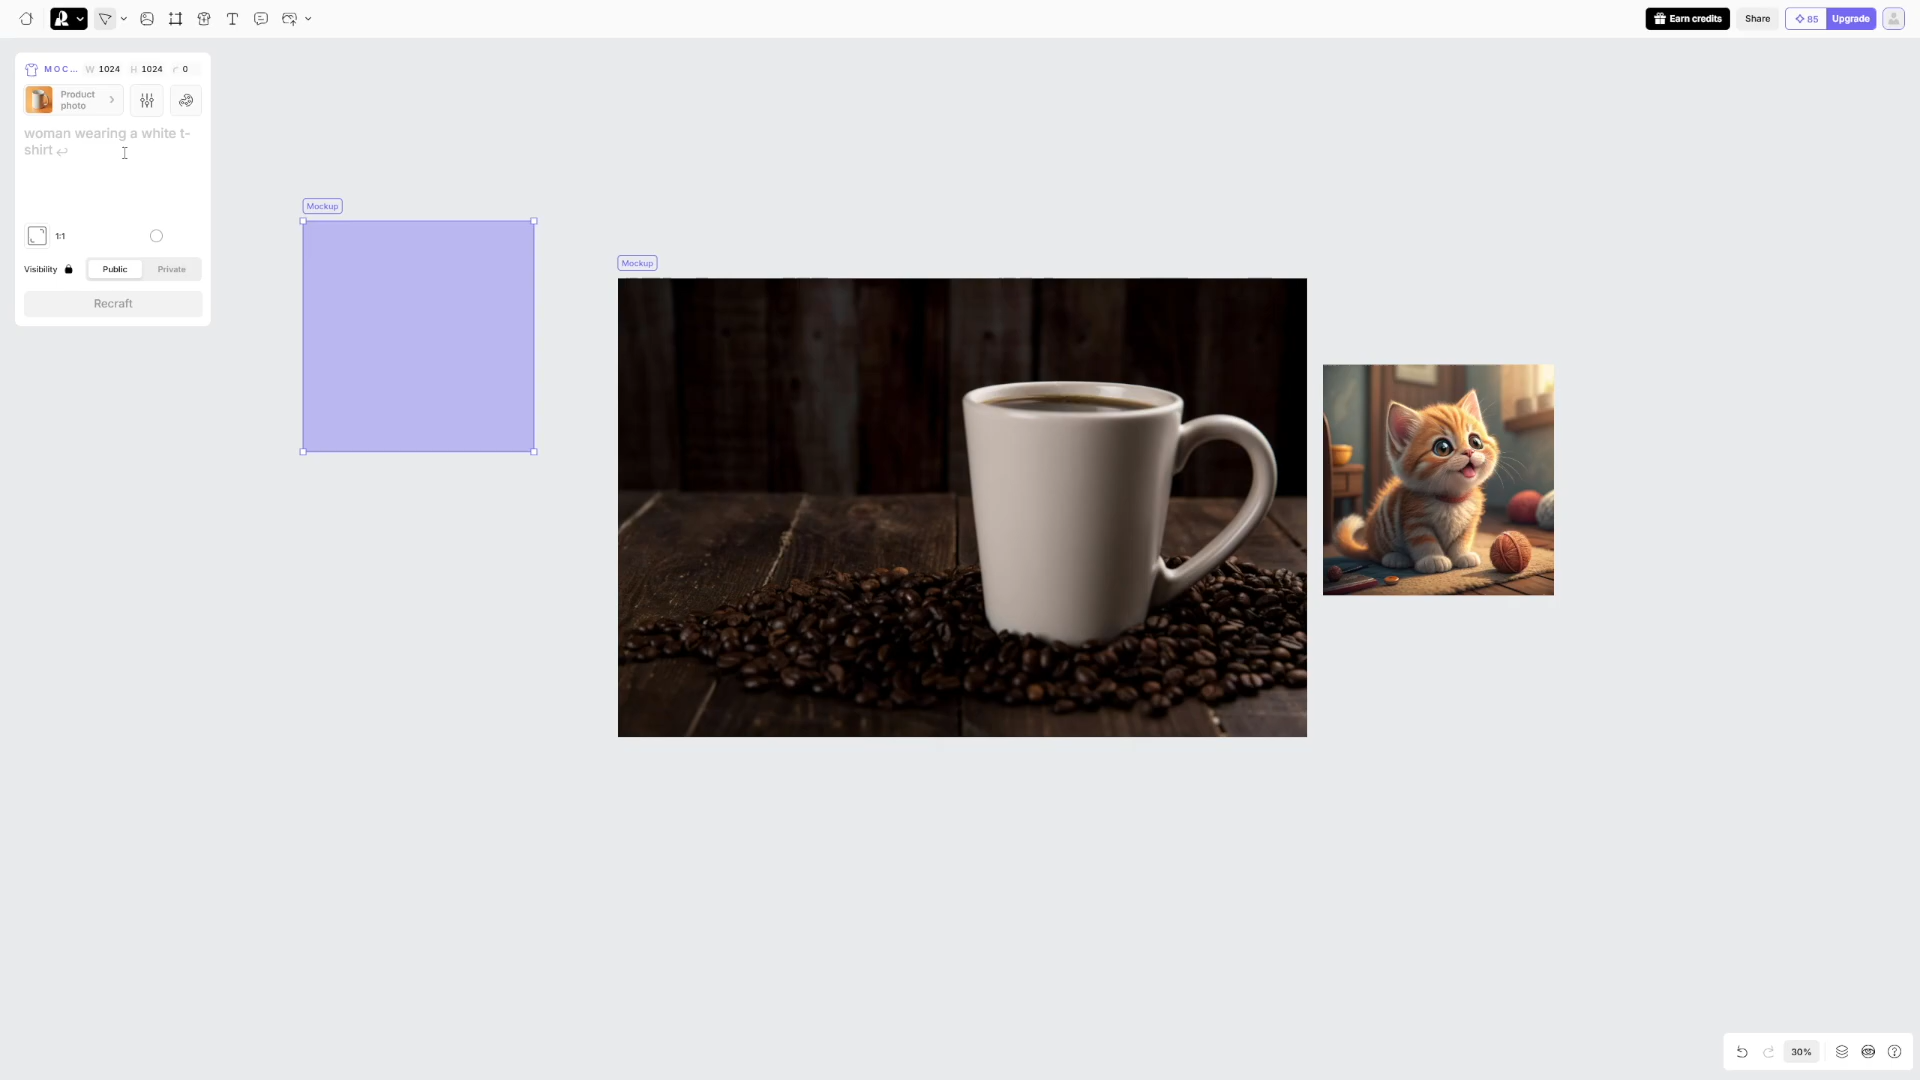 Earn credits
Share
85
Upgrade
MOC...
W 1024
H 1024
r 0
Product
photo
woman wearing a white t-
shirt
1:1
Visibility
Public
Private
Recraft
Mockup
Mockup
30%